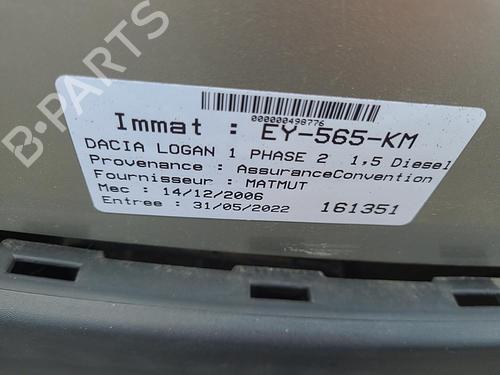 B-PARTS
000000498776
Immat : EY-565-KM
DACIA LOGAN 1 PHASE 2 1,5 Diesel
Provenance : AssuranceConvention
Fournisseur : MATMUT
Mec : 14/12/2006
Entree : 31/05/2022 161351